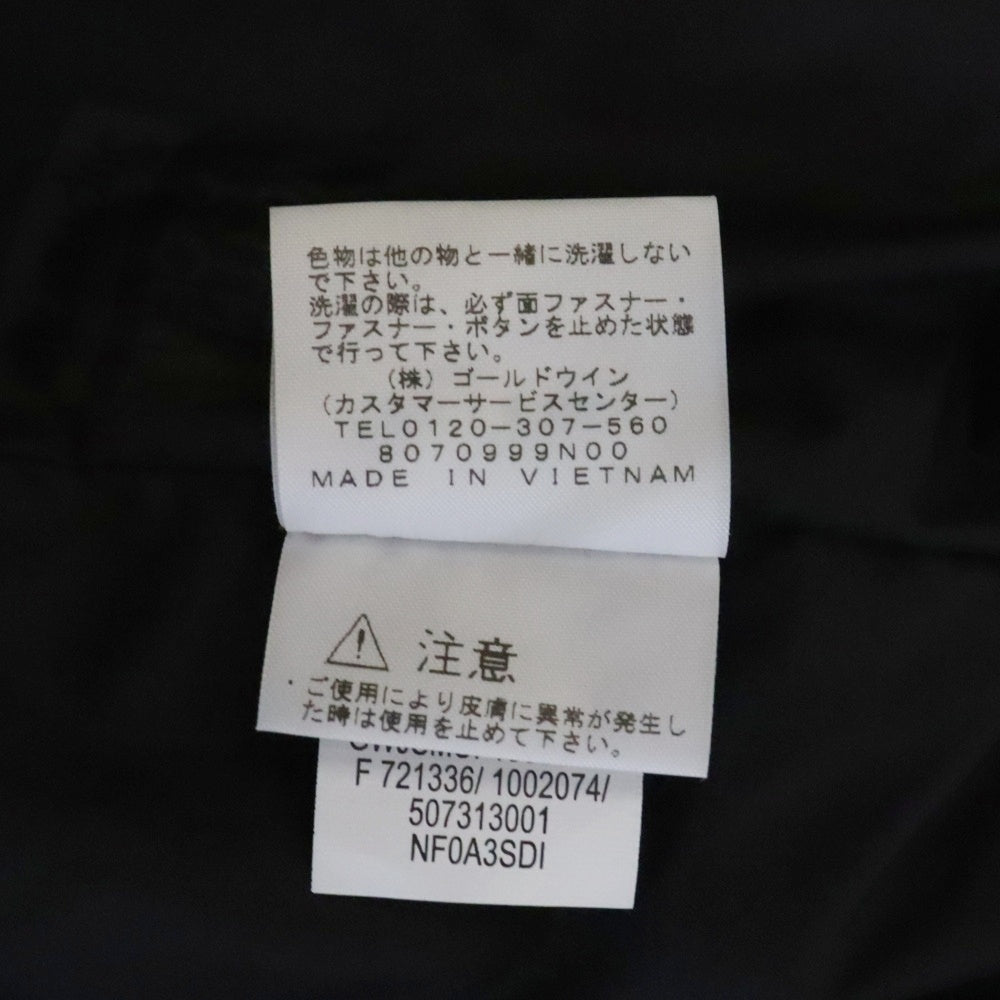 色物は他の物と一緒に洗濯しない
で下さい。
洗濯の際は、必ず面ファスナー・
ファスナー・ボタンを止めた状態
で行って下さい。
(株)ゴールドウイン
(カスタマーサービスセンター)
TEL0120-307-560
8070999N00
MADE IN VIETNAM
注意
・ご使用により皮膚に異常が発生し
た時は使用を止めて下さい。
F 721336/ 1002074/
507313001
NF0A3SDI